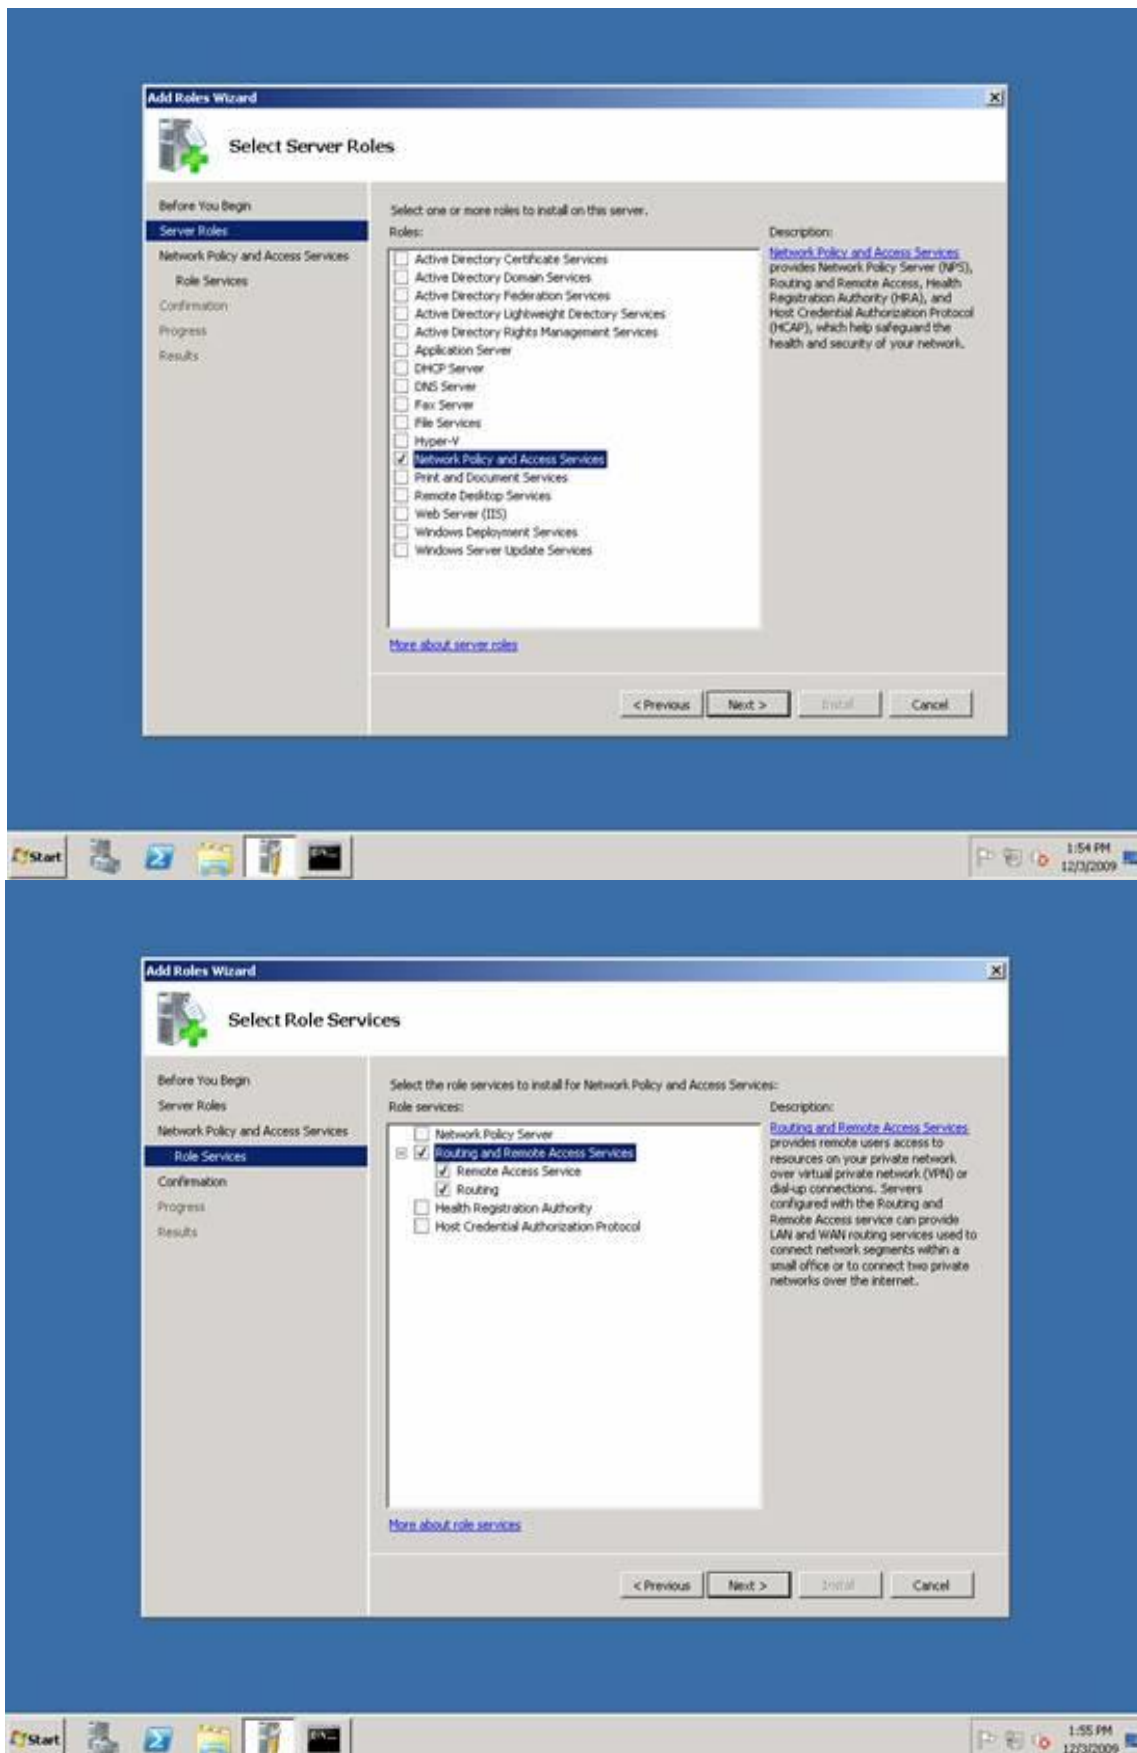 Add Roles Wizard
Select Server Roles
Before You Begin
Server Roles
Network Policy and Access Services
Role Services
Confirmation
Progress
Results
Select one or more roles to install on this server.
Roles:
Active Directory Certificate Services
Active Directory Domain Services
Active Directory Federation Services
Active Directory Lightweight Directory Services
Active Directory Rights Management Services
Application Server
DHCP Server
DNS Server
Fax Server
File Services
Hyper-V
Network Policy and Access Services
Print and Document Services
Remote Desktop Services
Web Server (IIS)
Windows Deployment Services
Windows Server Update Services
More about server roles
Description:
Network Policy and Access Services
provides Network Policy Server (NPS),
Routing and Remote Access, Health
Registration Authority (HRA), and
Host Credential Authorization Protocol
(HCAP), which help safeguard the
health and security of your network.
< Previous
Next >
Install
Cancel
Start
1:54 PM
12/3/2009
Add Roles Wizard
Select Role Services
Before You Begin
Server Roles
Network Policy and Access Services
Role Services
Confirmation
Progress
Results
Select the role services to install for Network Policy and Access Services:
Role services:
Network Policy Server
Routing and Remote Access Services
Remote Access Service
Routing
Health Registration Authority
Host Credential Authorization Protocol
More about role services
Description:
Routing and Remote Access Services
provides remote users access to
resources on your private network
over virtual private network (VPN) or
dial-up connections. Servers
configured with the Routing and
Remote Access service can provide
LAN and WAN routing services used to
connect network segments within a
small office or to connect two private
networks over the internet.
< Previous
Next >
Install
Cancel
Start
1:55 PM
12/3/2009